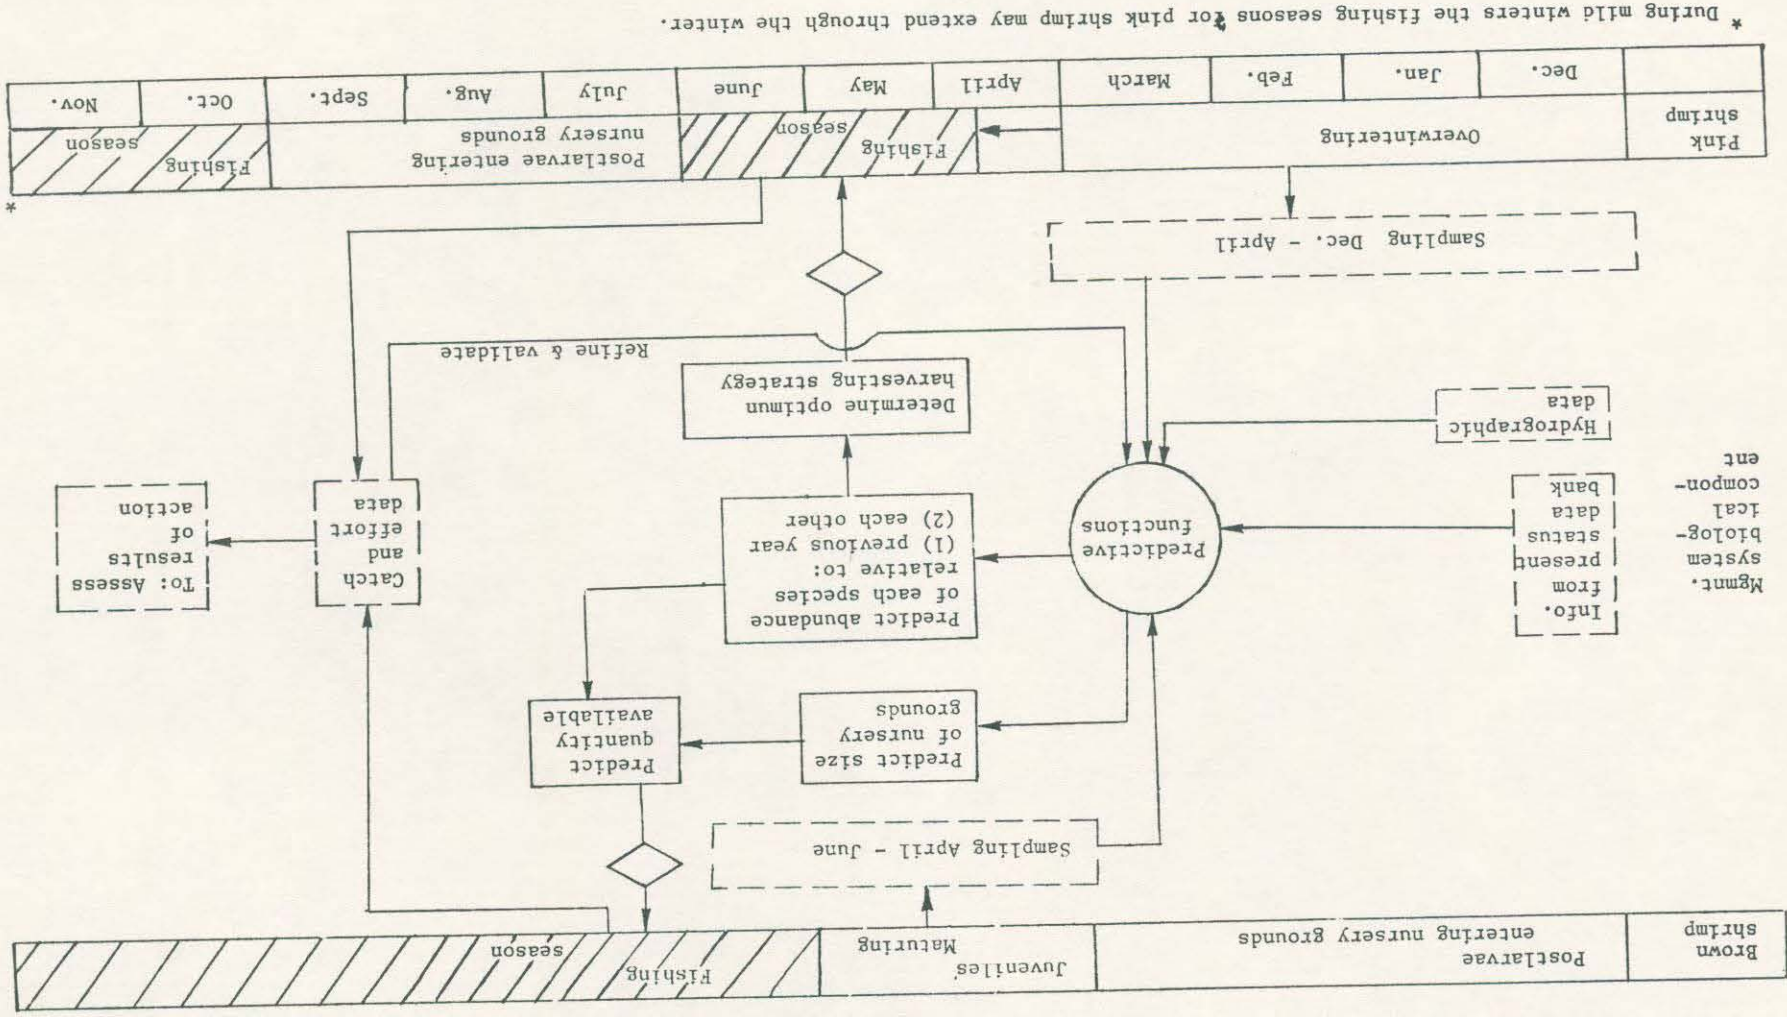 Brown
shrimp
Postlarvae
entering nursery grounds
Juveniles'
Maturing
Fishing
season
Sampling April - June
Mgmnt.
system
biolog-
ical
compon-
ent
Info.
from
present
status
data
bank
Hydrographic
data
Predictive
functions
Predict size
of nursery
grounds
Predict
quantity
available
Predict abundance
of each species
relative to:
(1) previous year
(2) each other
Determine optimun
harvesting strategy
Refine & validate
Catch
and
effort
data
To: Assess
results
of
action
Sampling Dec. - April
Pink
shrimp
Overwintering
Fishing
season
Postlarvae entering
nursery grounds
Fishing
season
*
Dec.
Jan.
Feb.
March
April
May
June
July
Aug.
Sept.
Oct.
Nov.
* During mild winters the fishing seasons for pink shrimp may extend through the winter.